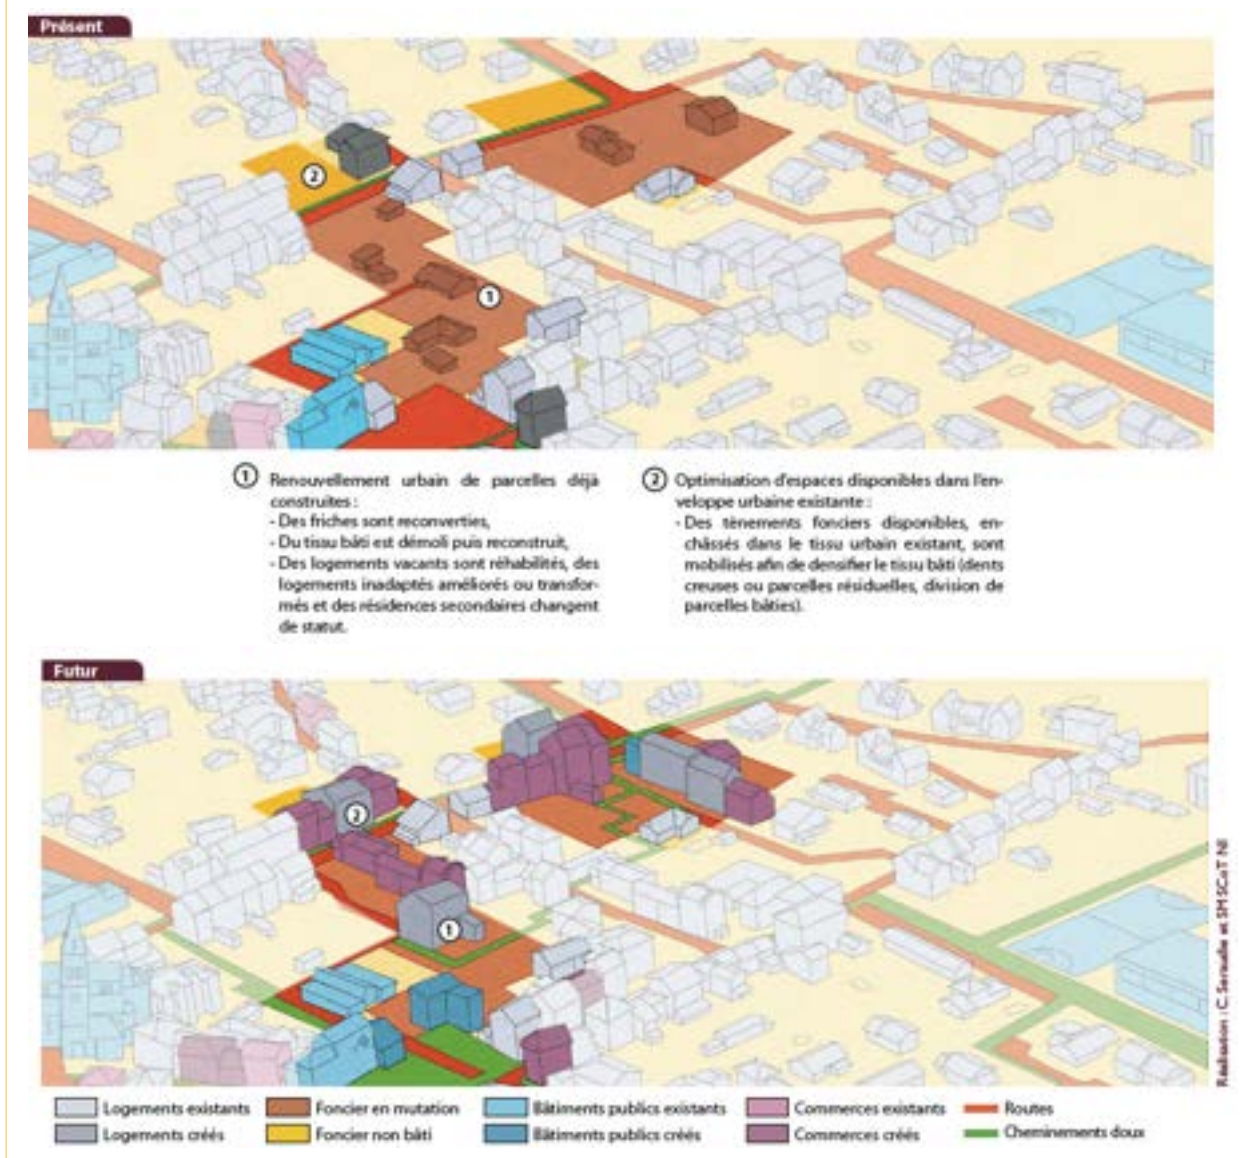 Présent
2
1
1 Renouvellement urbain de parcelles déjà
construites :
- Des friches sont reconverties,
- Du tissu bâti est démoli puis reconstruit,
- Des logements vacants sont réhabilités, des
logements inadaptés améliorés ou transfor-
més et des résidences secondaires changent
de statut.
2 Optimisation d'espaces disponibles dans l'en-
veloppe urbaine existante :
- Des tènements fonciers disponibles, en-
châssés dans le tissu urbain existant, sont
mobilisés afin de densifier le tissu bâti (dents
creuses ou parcelles résiduelles, division de
parcelles bâties).
Futur
2
1
Logements existants
Foncier en mutation
Bâtiments publics existants
Commerces existants
Routes
Logements créés
Foncier non bâti
Bâtiments publics créés
Commerces créés
Cheminements doux
Réalisation : C. et SM SCoT NI